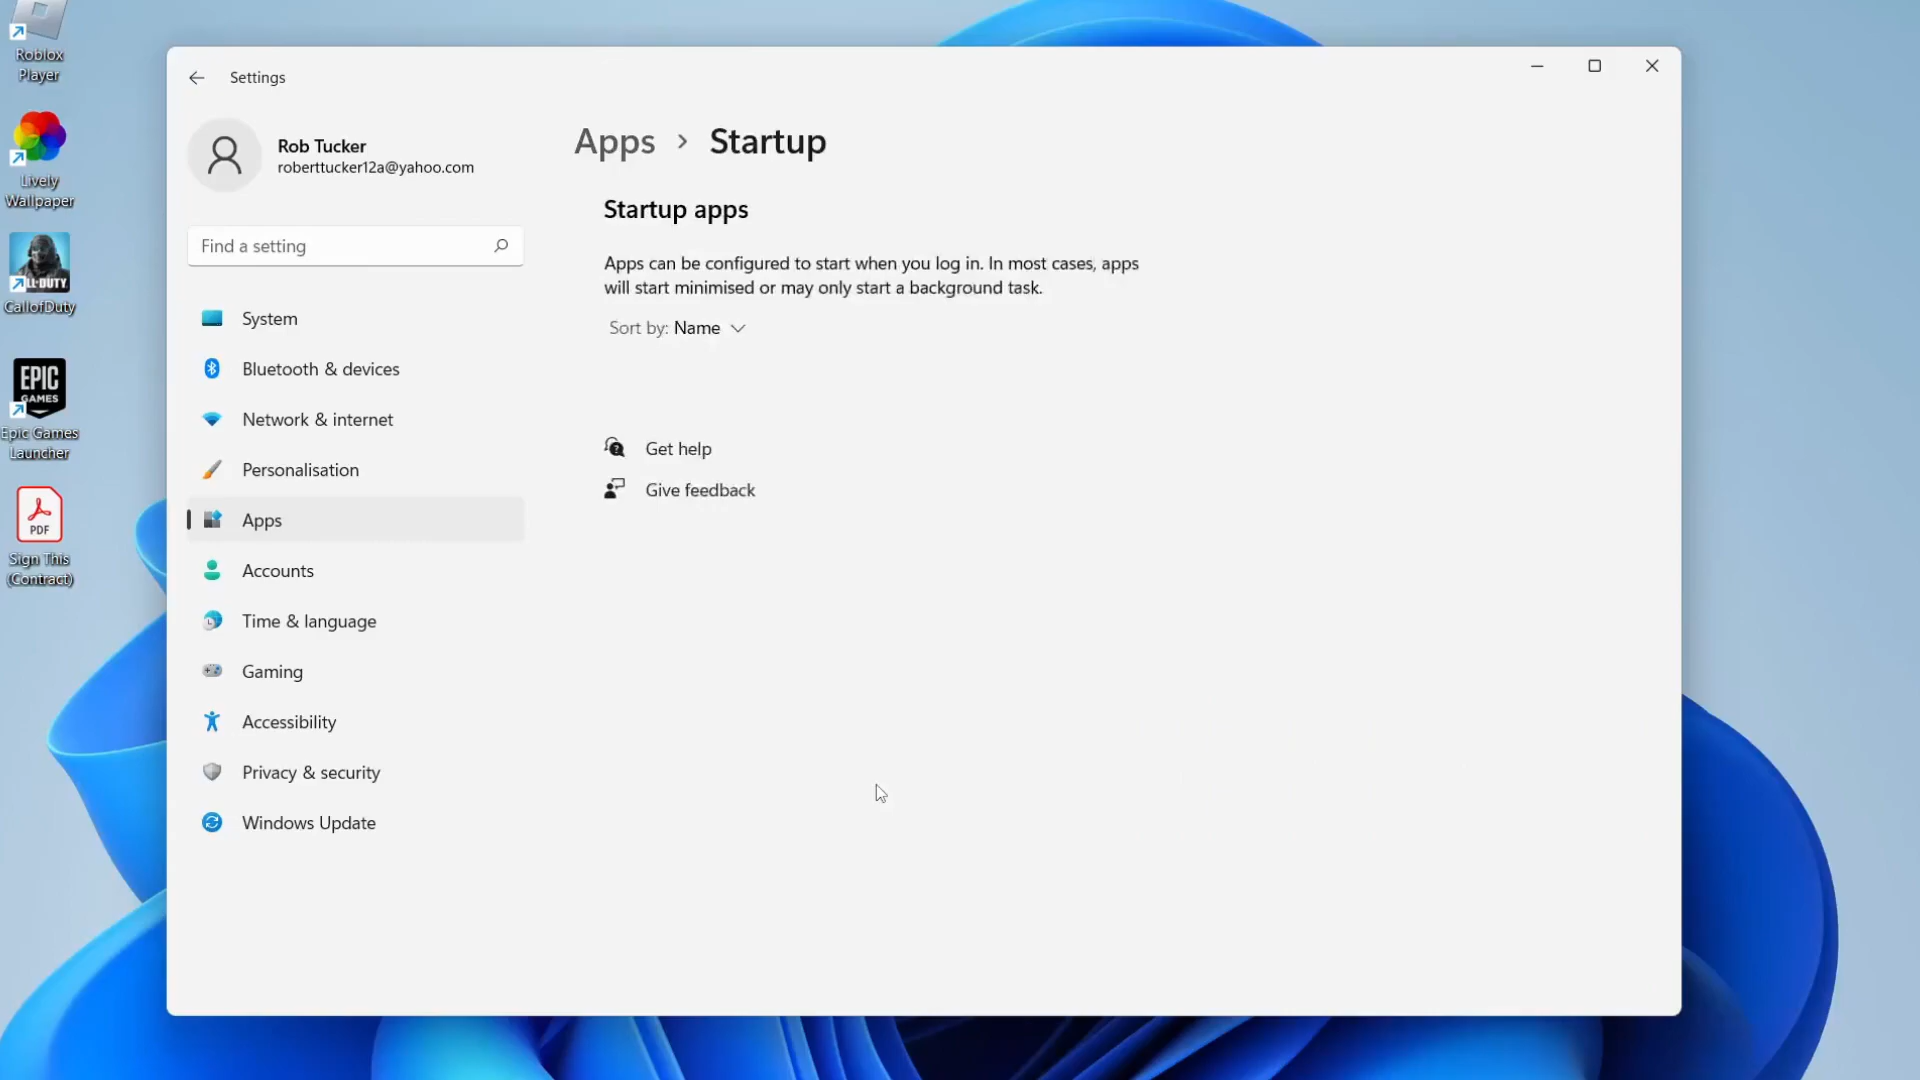 Roblox
Player
Lively
Wallpaper
CallofDuty
EPIC
GAMES
Epic Games
Launcher
PDF
Sign This
(Contract)
Settings
Rob Tucker
roberttucker12a@yahoo.com
Find a setting
System
Bluetooth & devices
Network & internet
Personalisation
Apps
Accounts
Time & language
Gaming
Accessibility
Privacy & security
Windows Update
Apps > Startup
Startup apps
Apps can be configured to start when you log in. In most cases, apps
will start minimised or may only start a background task.
Sort by: Name
Get help
Give feedback